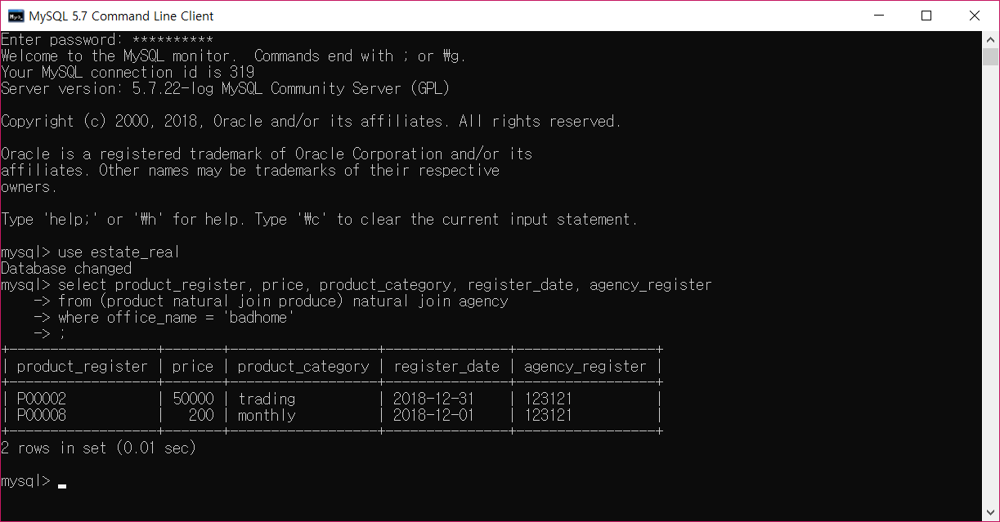 MySQL 5.7 Command Line Client
Enter password: **********
Welcome to the MySQL monitor.  Commands end with ; or ₩g.
Your MySQL connection id is 319
Server version: 5.7.22-log MySQL Community Server (GPL)
Copyright (c) 2000, 2018, Oracle and/or its affiliates. All rights reserved.
Oracle is a registered trademark of Oracle Corporation and/or its
affiliates. Other names may be trademarks of their respective
owners.
Type 'help;' or '₩h' for help. Type '₩c' to clear the current input statement.
mysql> use estate_real
Database changed
mysql> select product_register, price, product_category, register_date, agency_register
    -> from (product natural join produce) natural join agency
    -> where office_name = 'badhome'
    -> ;
+------------------+-------+------------------+---------------+-----------------+
| product_register | price | product_category | register_date | agency_register |
+------------------+-------+------------------+---------------+-----------------+
| P00002           | 50000 | trading          | 2018-12-31    | 123121          |
| P00008           |   200 | monthly          | 2018-12-01    | 123121          |
+------------------+-------+------------------+---------------+-----------------+
2 rows in set (0.01 sec)
mysql>